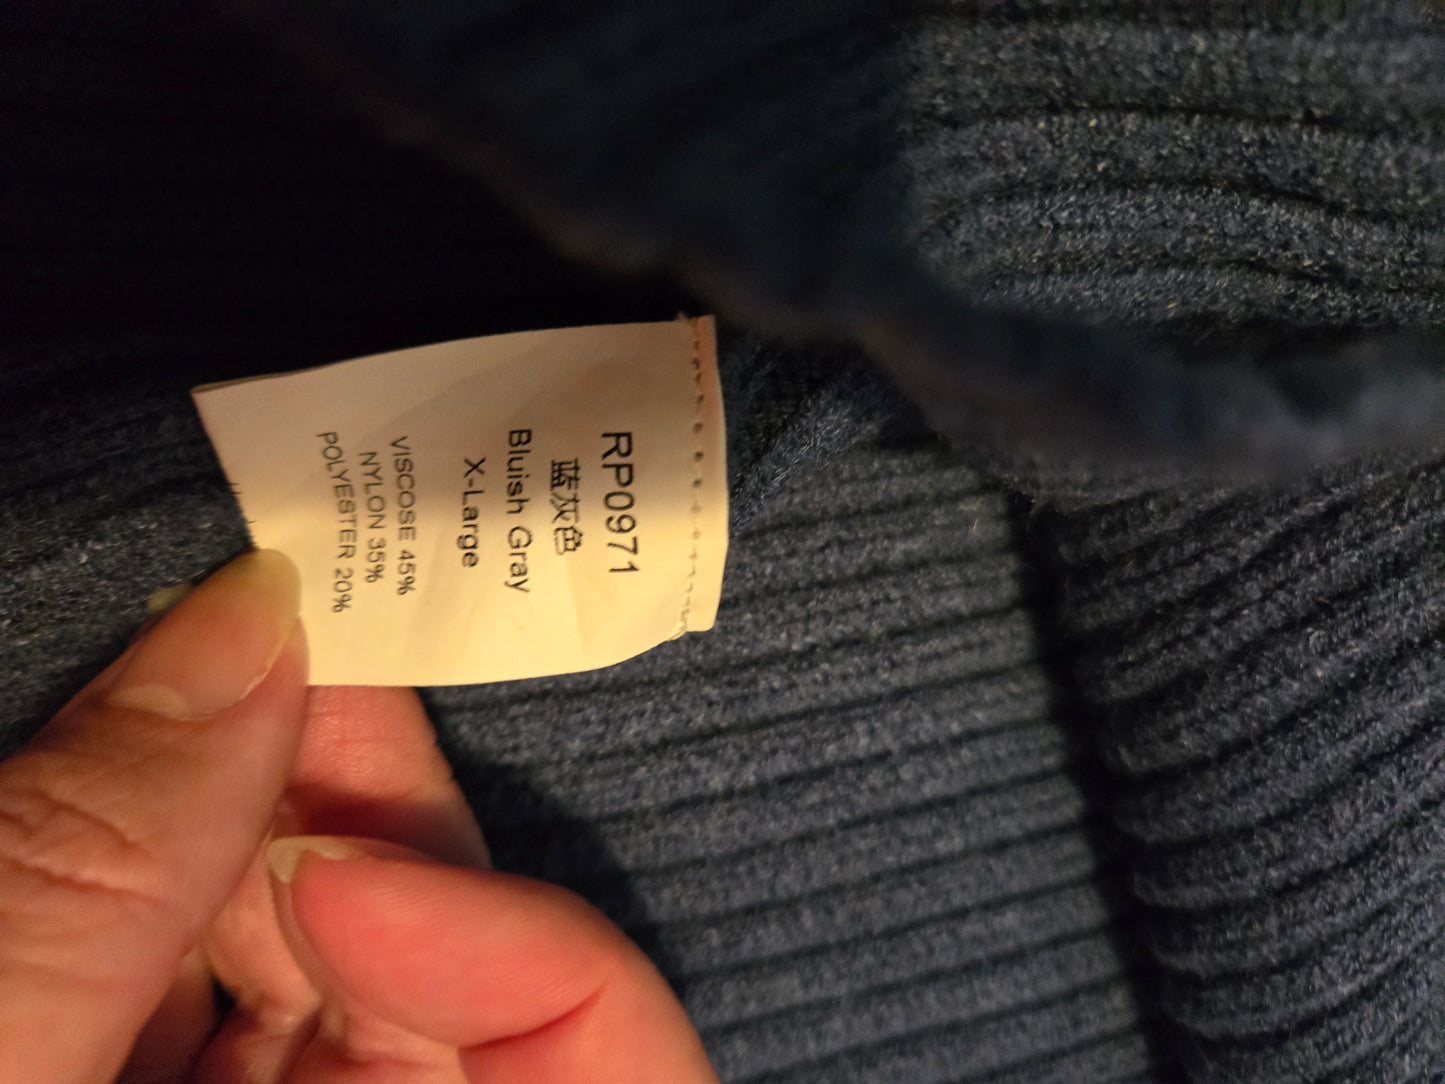 RP0971
蓝灰色
Bluish Gray
X-Large
VISCOSE 45%
NYLON 35%
POLYESTER 20%